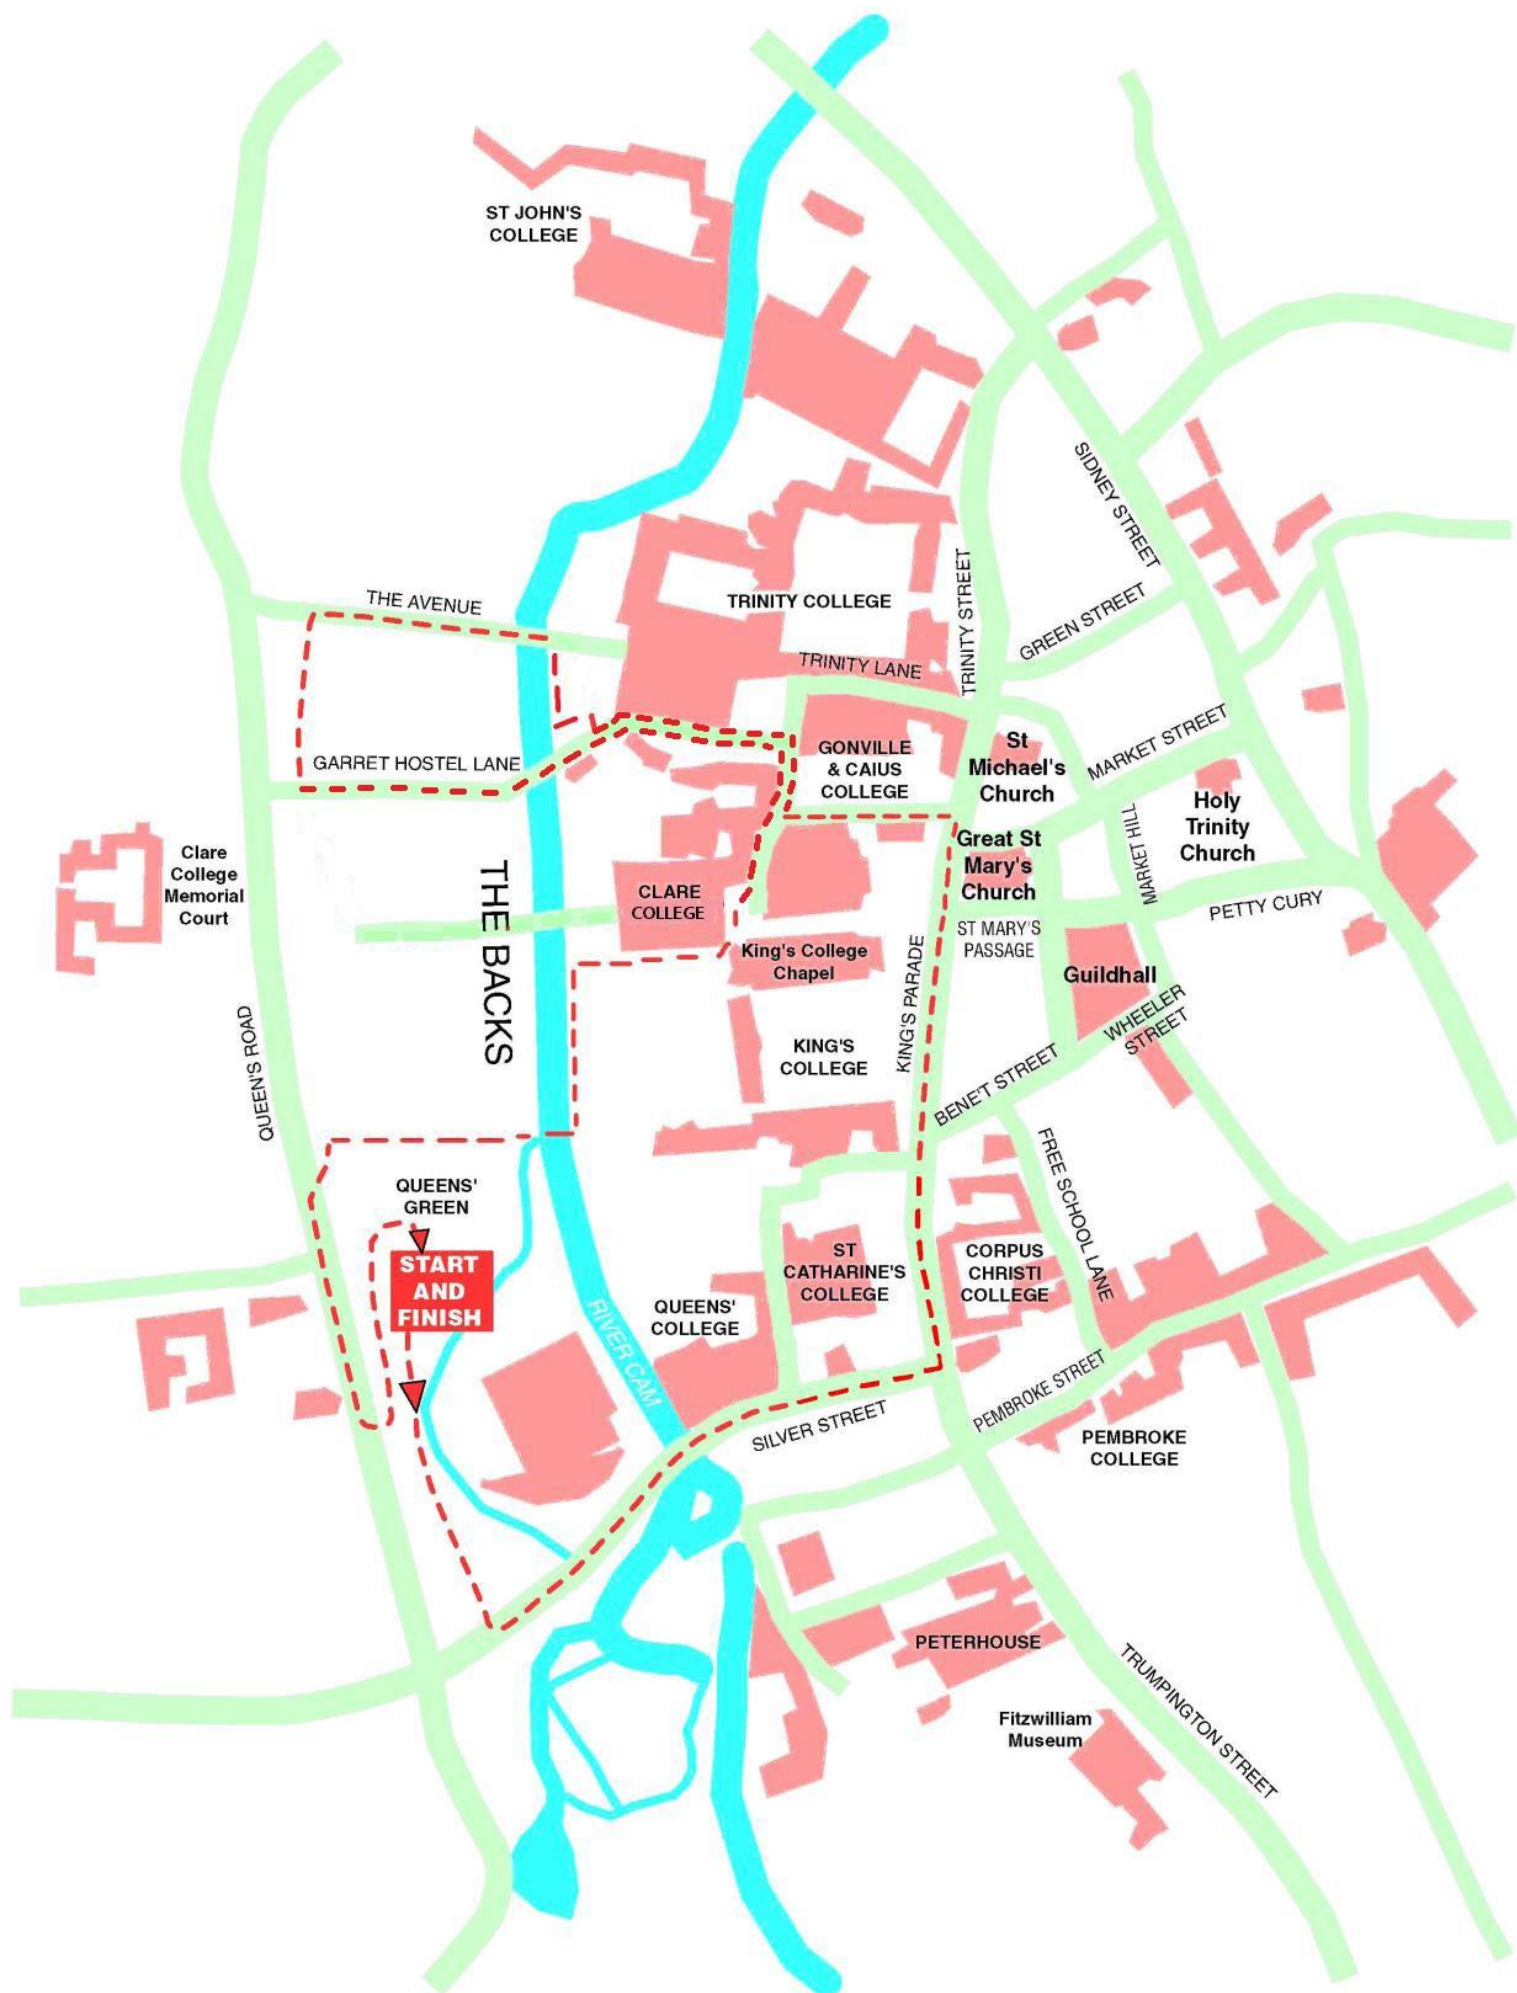 ST JOHN'S
COLLEGE
SIDNEY STREET
THE AVENUE
TRINITY COLLEGE
TRINITY STREET
GREEN STREET
TRINITY LANE
GARRET HOSTEL LANE
GONVILLE
& CAIUS
COLLEGE
St
Michael's
Church
MARKET STREET
Holy
Trinity
Church
MARKET HILL
Great St
Mary's
Church
Clare
College
Memorial
Court
THE BACKS
CLARE
COLLEGE
PETTY CURY
ST MARY'S
PASSAGE
King's College
Chapel
KING'S PARADE
Guildhall
WHEELER
STREET
QUEEN'S ROAD
KING'S
COLLEGE
BENE'T STREET
FREE SCHOOL LANE
QUEENS'
GREEN
START
AND
FINISH
RIVER CAM
QUEENS'
COLLEGE
ST
CATHARINE'S
COLLEGE
CORPUS
CHRISTI
COLLEGE
SILVER STREET
PEMBROKE STREET
PEMBROKE
COLLEGE
PETERHOUSE
Fitzwilliam
Museum
TRUMPINGTON STREET